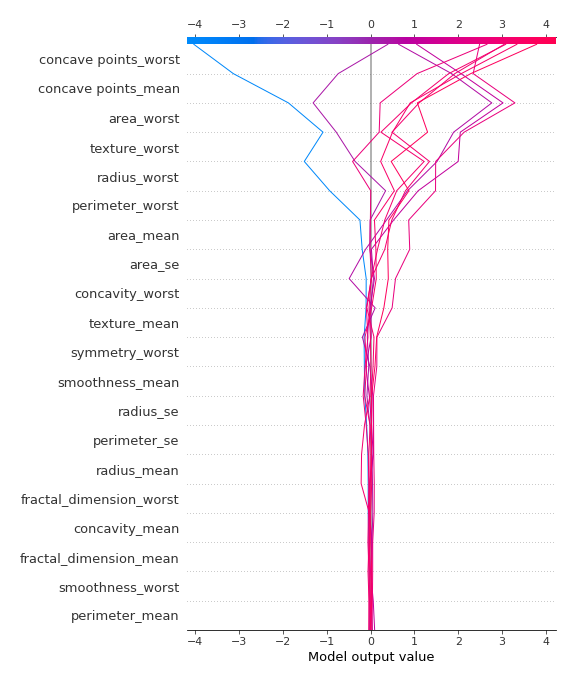 −4 −3 −2 −1 0 1 2 3 4
concave points_worst
concave points_mean
area_worst
texture_worst
radius_worst
perimeter_worst
area_mean
area_se
concavity_worst
texture_mean
symmetry_worst
smoothness_mean
radius_se
perimeter_se
radius_mean
fractal_dimension_worst
concavity_mean
fractal_dimension_mean
smoothness_worst
perimeter_mean
−4 −3 −2 −1 0 1 2 3 4
Model output value